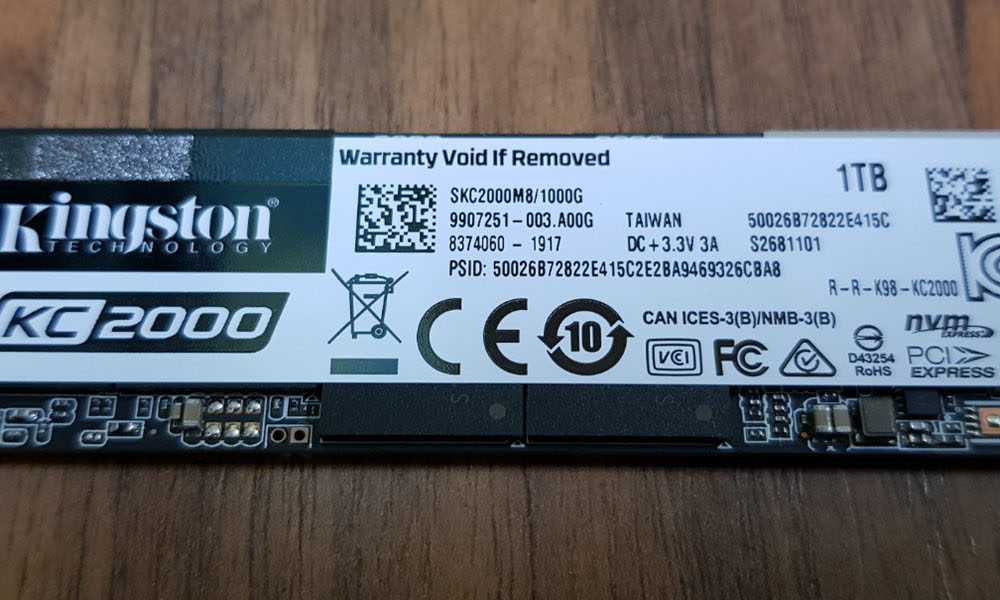 Warranty Void If Removed
Kingston®
TECHNOLOGY
KC2000
SKC2000M8/1000G
9907251-003.A00G TAIWAN 50026B72822E415C
8374060 - 1917 DC+3.3V 3A S2681101
PSID: 50026B72822E415C2E2BA9469326CBA8
1TB
R-R-K98-KC2000
CAN ICES-3(B)/NMB-3(B)
CE
10
VCI
FC
D43254
RoHS
nvm
EXPRESS
PCI
EXPRESS